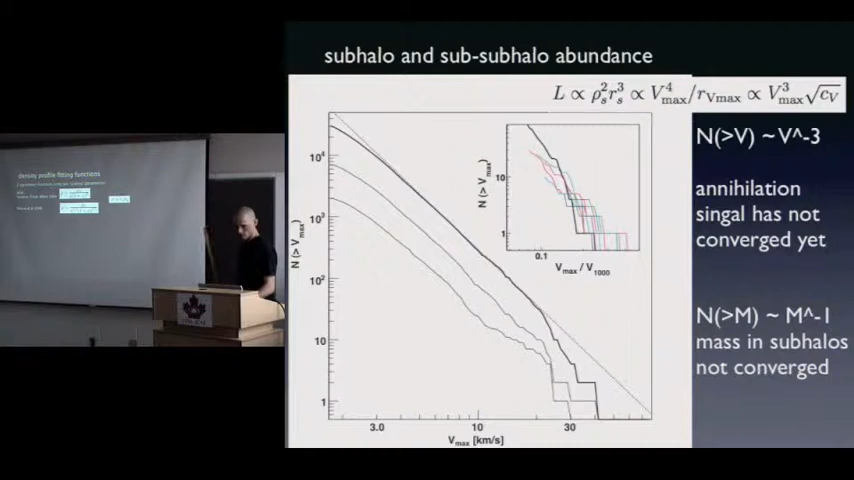 subhalo and sub-subhalo abundance
L ∝ ρ_s^2 r_s^3 ∝ V_max^4/r_Vmax ∝ V_max^3 √c_V
N(>V) ~V^-3
annihilation
singal has not
converged yet
N(>M) ~ M^-1
mass in subhalos
not converged
N(> V_max)
10^4
10^3
10^2
10
1
3.0
10
30
V_max [km/s]
N(> V_max)
10
1
0.1
V_max / V_1000
density profile fitting functions